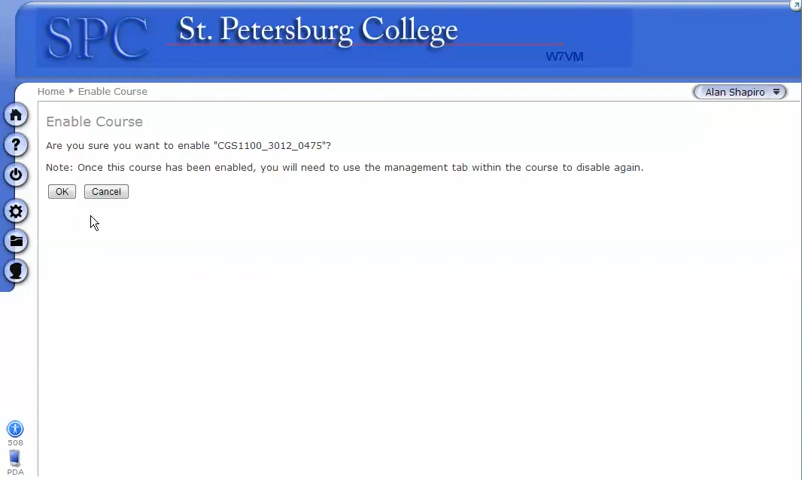 SPC St. Petersburg College
W7VM
Home Enable Course
Alan Shapiro
Enable Course
Are you sure you want to enable "CGS1100_3012_0475"?
Note: Once this course has been enabled, you will need to use the management tab within the course to disable again.
OK Cancel
?
508
PDA